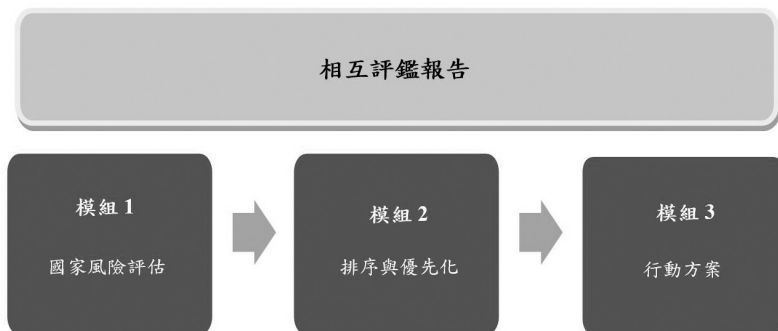 相互評鑑報告
模組 1
國家風險評估
模組 2
排序與優先化
模組 3
行動方案